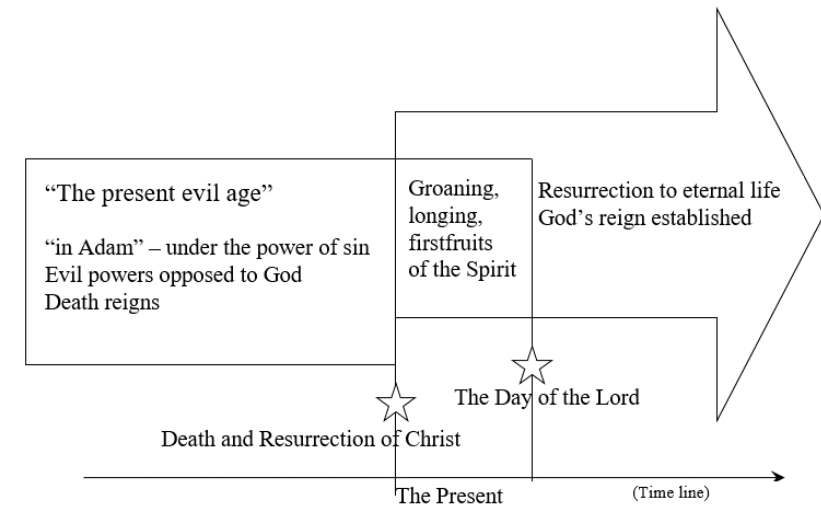 “The present evil age”
“in Adam” – under the power of sin
Evil powers opposed to God
Death reigns
Groaning,
longing,
firstfruits
of the Spirit
Resurrection to eternal life
God’s reign established
The Day of the Lord
Death and Resurrection of Christ
The Present
(Time line)